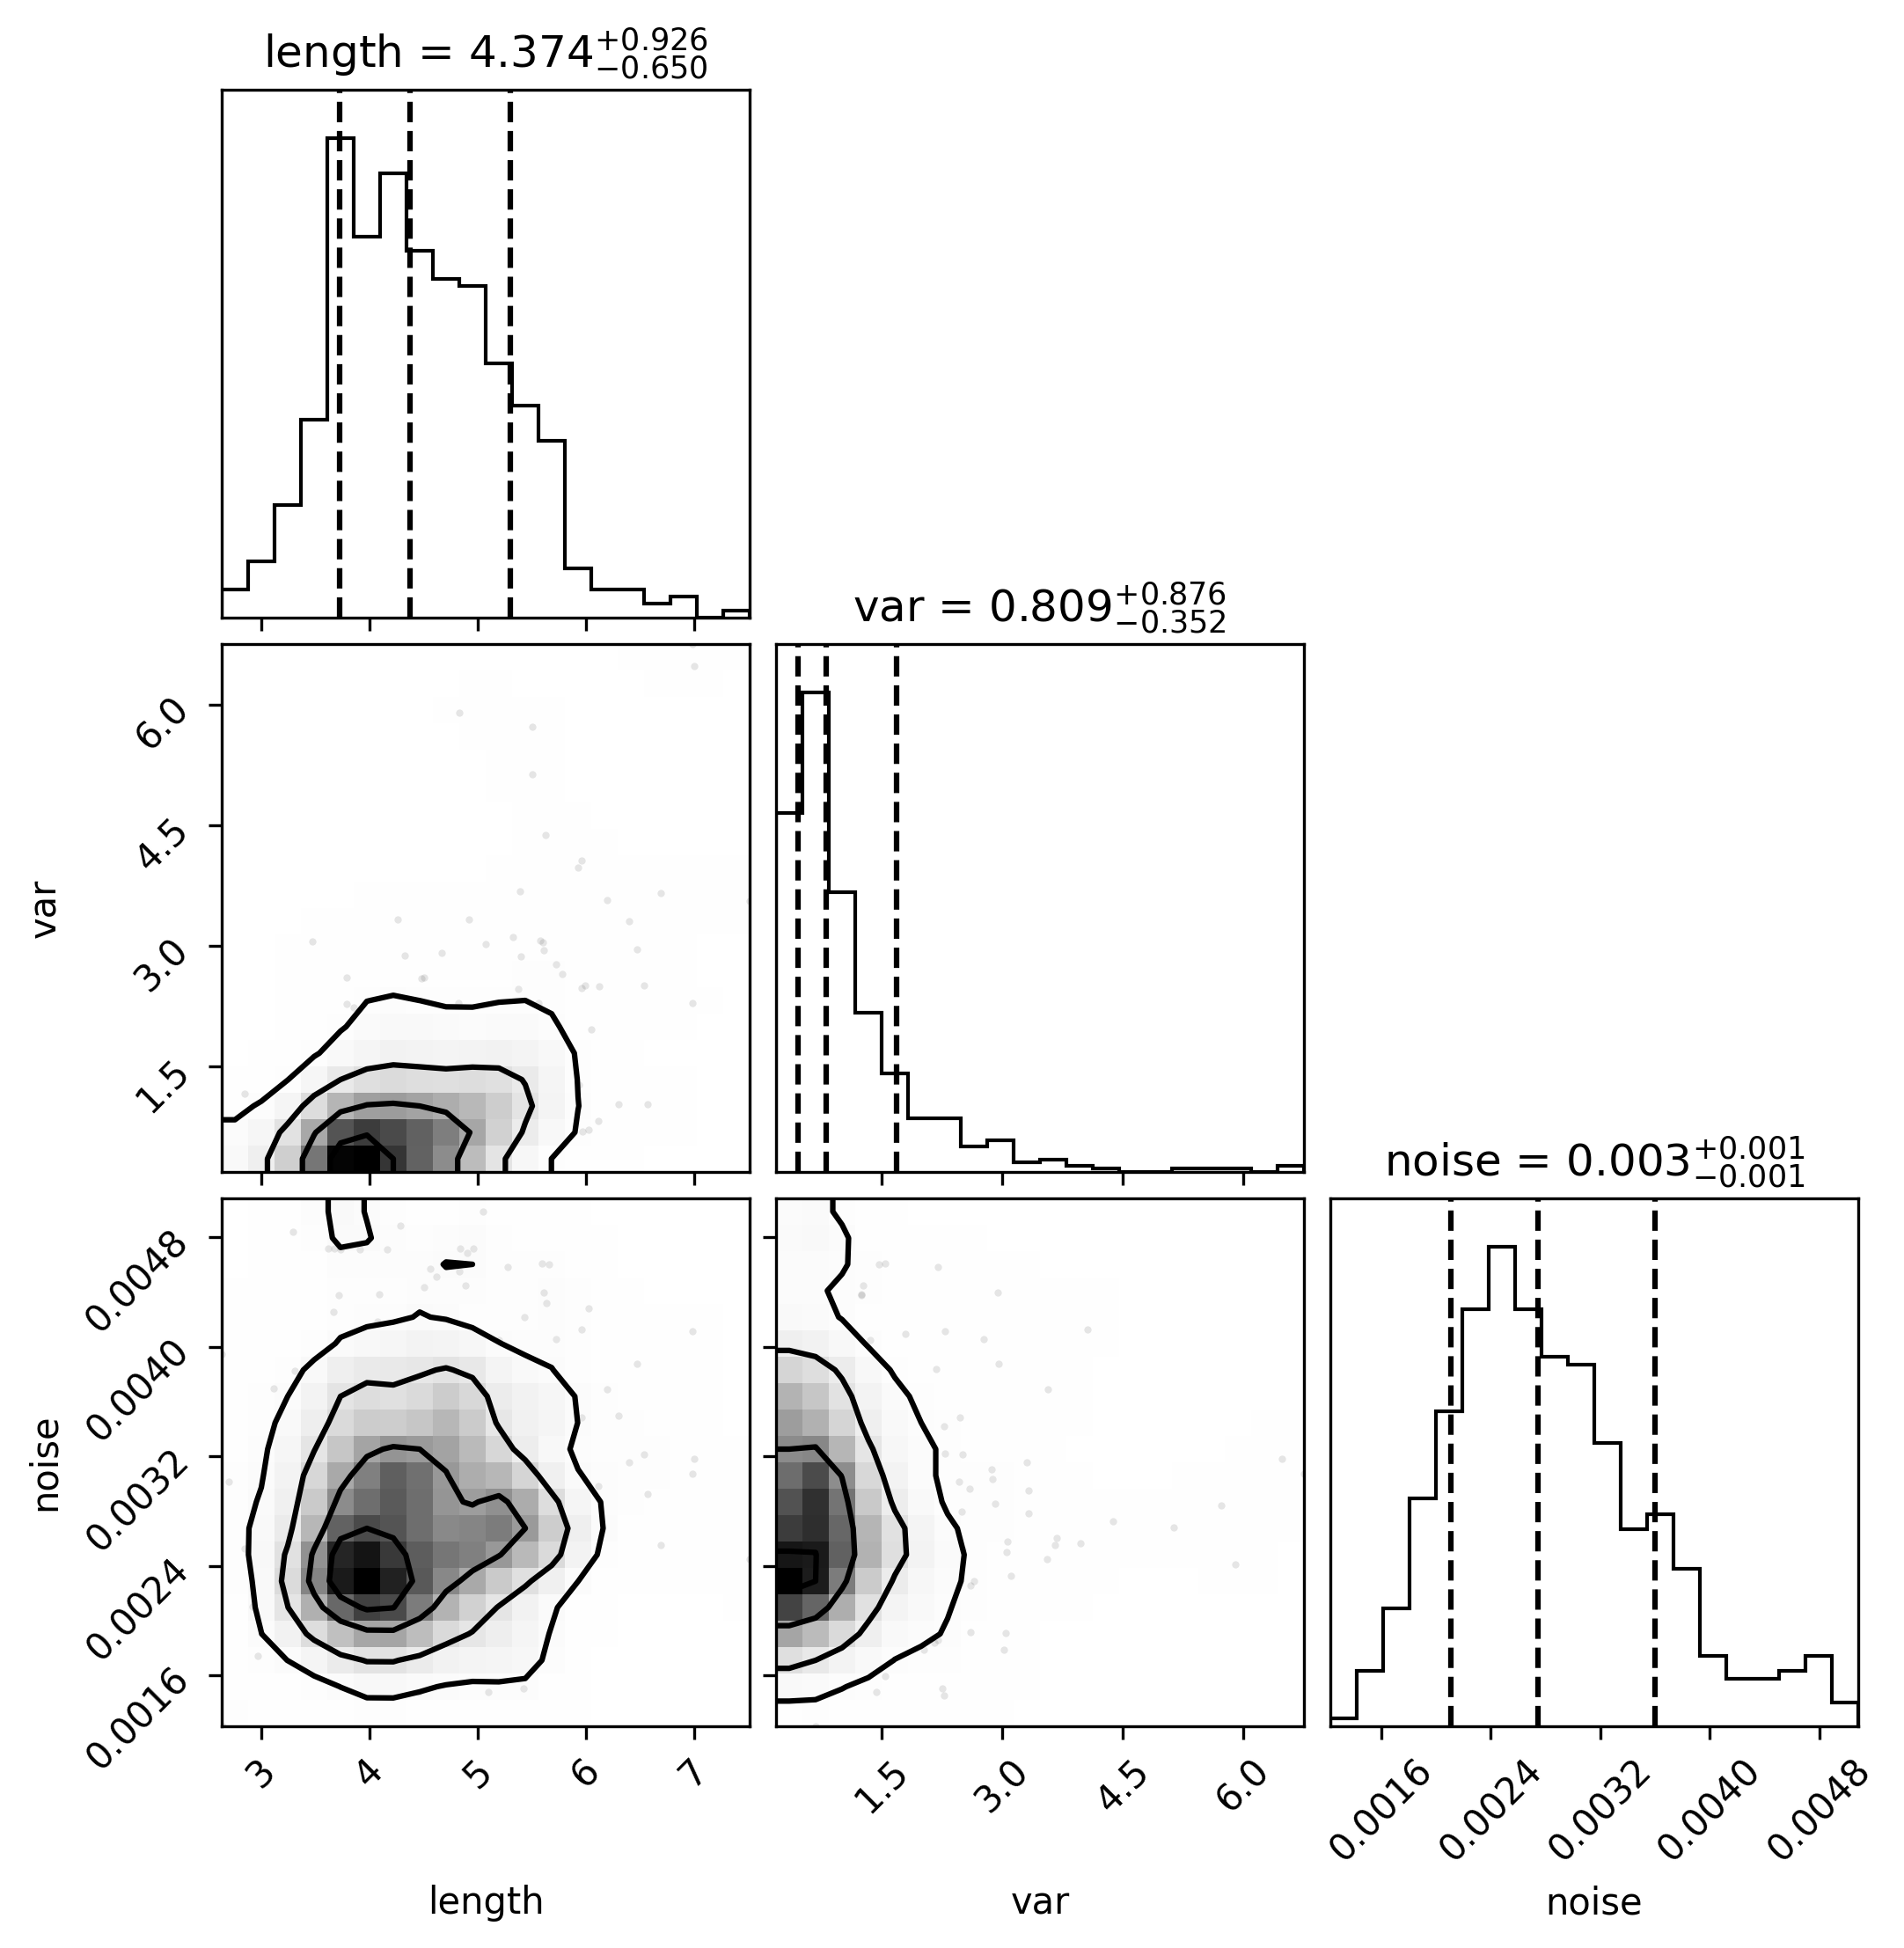 length = 4.374 +0.926 −0.650
var = 0.809 +0.876 −0.352
6.0
4.5
3.0
1.5
var
noise = 0.003 +0.001 −0.001
0.0048
0.0040
0.0032
0.0024
0.0016
noise
3 4 5 6 7
1.5 3.0 4.5 6.0
0.0016 0.0024 0.0032 0.0040 0.0048
length
var
noise